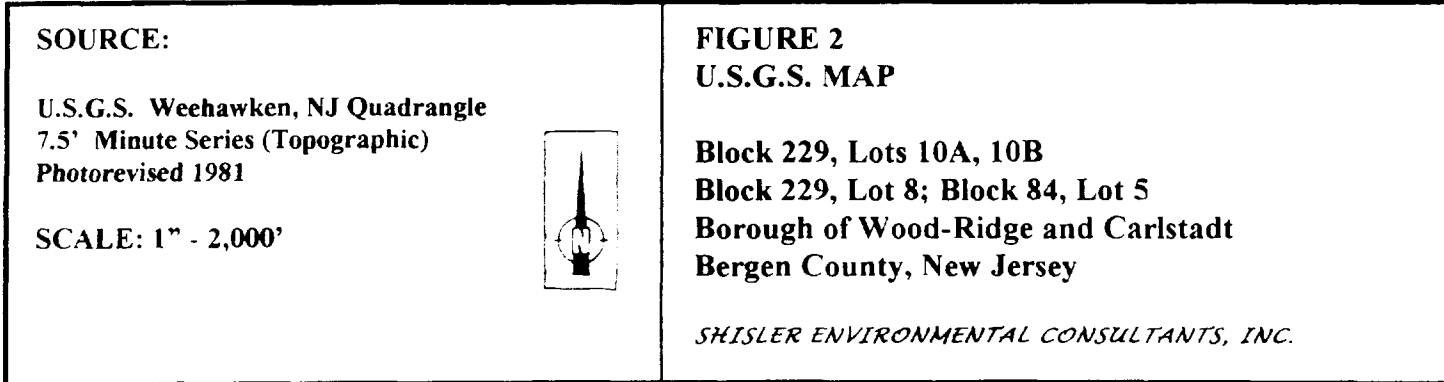 SOURCE:
U.S.G.S. Weehawken, NJ Quadrangle
7.5' Minute Series (Topographic)
Photorevised 1981
SCALE: 1" - 2,000'
N
FIGURE 2
U.S.G.S. MAP
Block 229, Lots 10A, 10B
Block 229, Lot 8; Block 84, Lot 5
Borough of Wood-Ridge and Carlstadt
Bergen County, New Jersey
SHISLER ENVIRONMENTAL CONSULTANTS, INC.